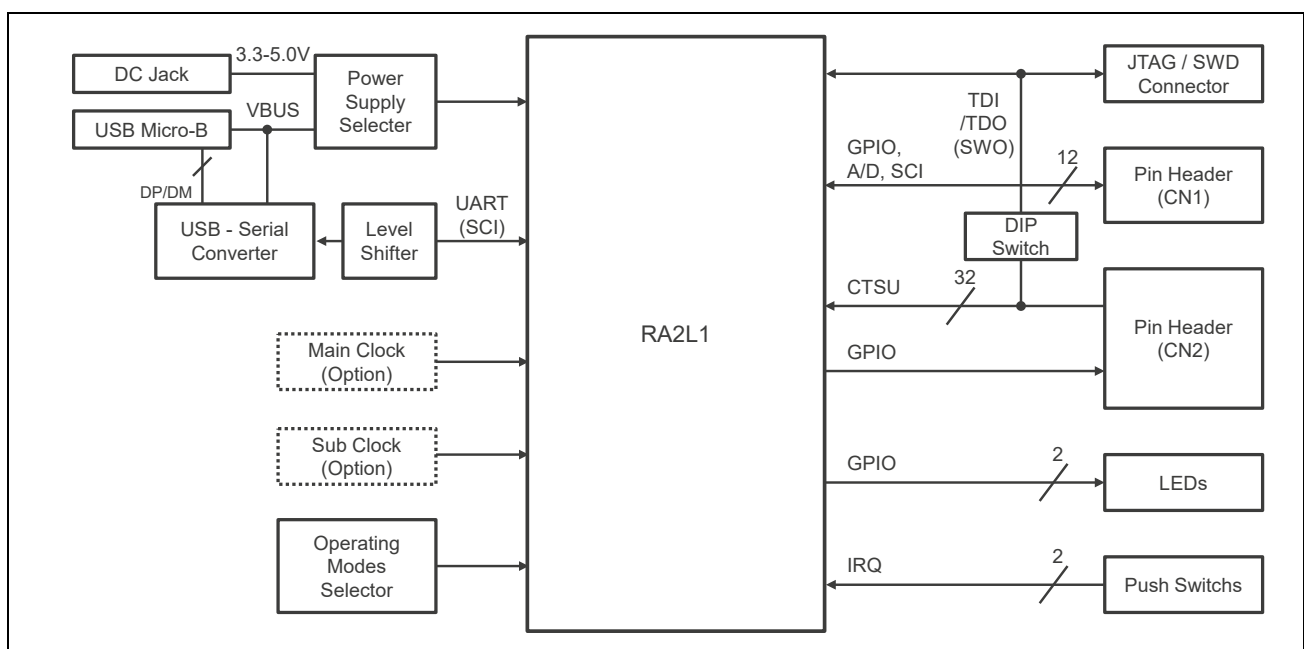 DC Jack
3.3-5.0V
Power
Supply
Selecter
USB Micro-B
VBUS
DP/DM
USB - Serial
Converter
Level
Shifter
UART
(SCI)
Main Clock
(Option)
Sub Clock
(Option)
Operating
Modes
Selector
RA2L1
JTAG / SWD
Connector
TDI
/TDO
(SWO)
GPIO,
A/D, SCI
12
Pin Header
(CN1)
DIP
Switch
CTSU
32
Pin Header
(CN2)
GPIO
GPIO
2
LEDs
IRQ
2
Push Switchs